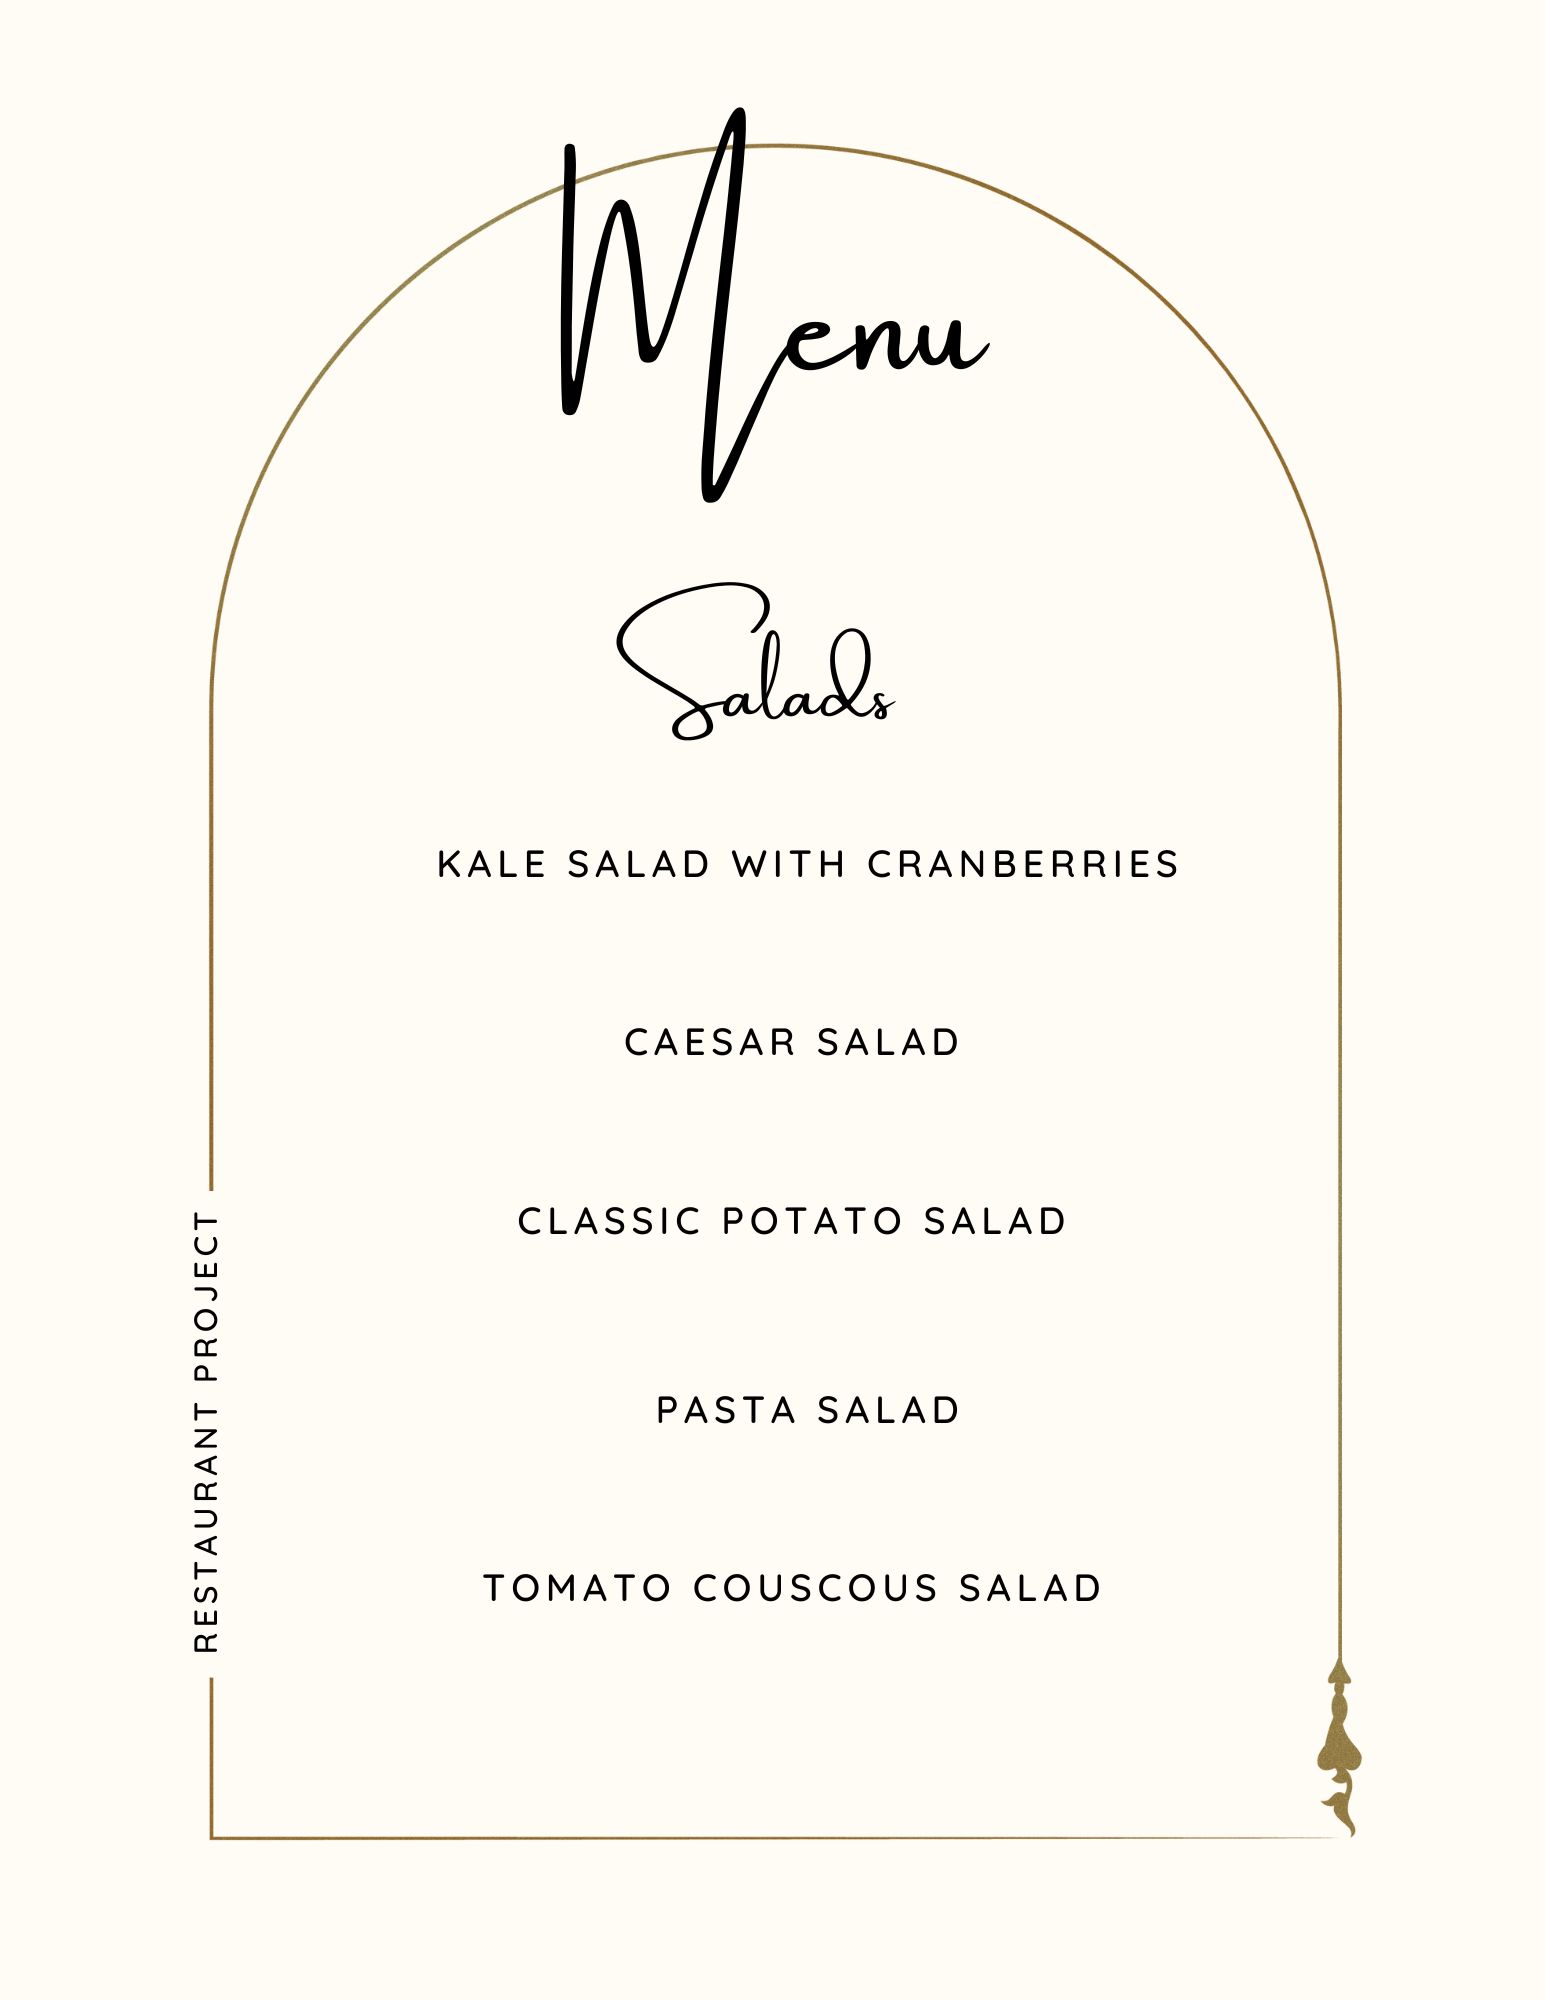 Menu
Salads
KALE SALAD WITH CRANBERRIES
CAESAR SALAD
CLASSIC POTATO SALAD
PASTA SALAD
TOMATO COUSCOUS SALAD
RESTAURANT PROJECT